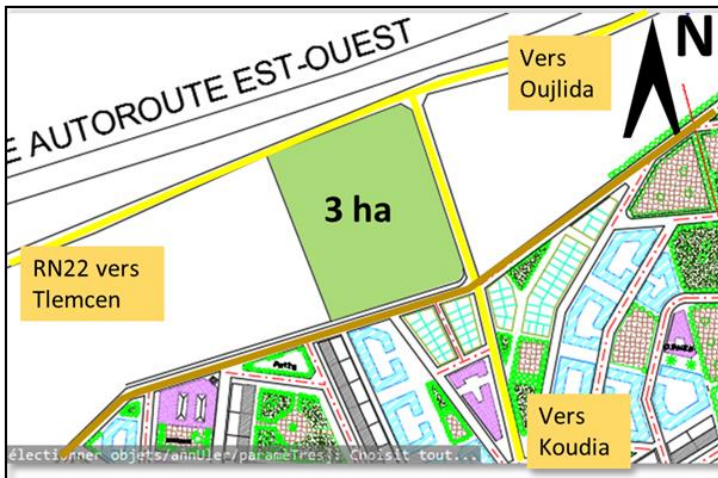 N
Vers
Oujlida
E AUTOROUTE EST-OUEST
3 ha
RN22 vers
Tlemcen
Vers
Koudia
électionner objets/annUler/paramèTres]: Choisit tout...